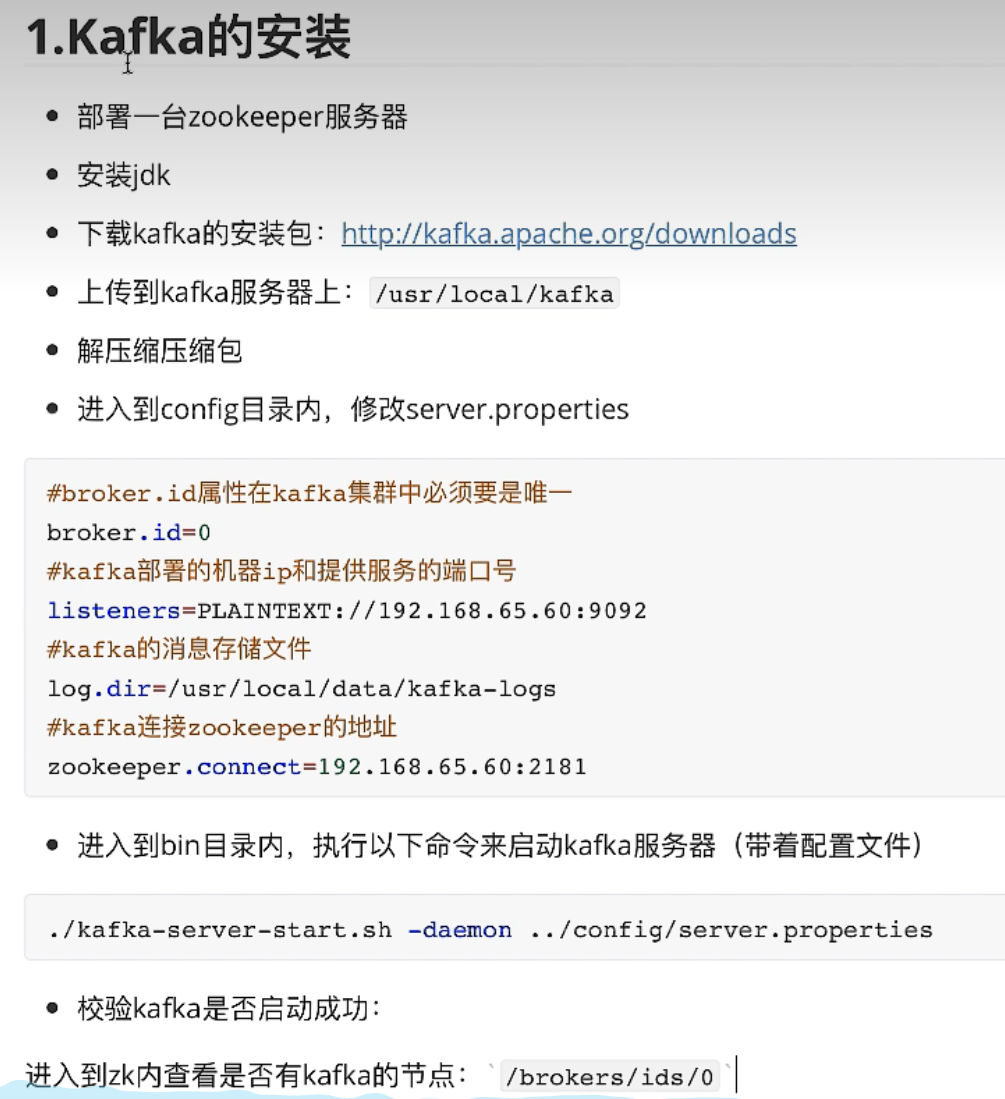 1.Kafka的安装
部署一台zookeeper服务器
安装jdk
下载kafka的安装包：http://kafka.apache.org/downloads
上传到kafka服务器上：/usr/local/kafka
解压缩压缩包
进入到config目录内，修改server.properties
#broker.id属性在kafka集群中必须要是唯一
broker.id=0
#kafka部署的机器ip和提供服务的端口号
listeners=PLAINTEXT://192.168.65.60:9092
#kafka的消息存储文件
log.dir=/usr/local/data/kafka-logs
#kafka连接zookeeper的地址
zookeeper.connect=192.168.65.60:2181
进入到bin目录内，执行以下命令来启动kafka服务器（带着配置文件）
./kafka-server-start.sh -daemon ../config/server.properties
校验kafka是否启动成功：
进入到zk内查看是否有kafka的节点：`/brokers/ids/0`